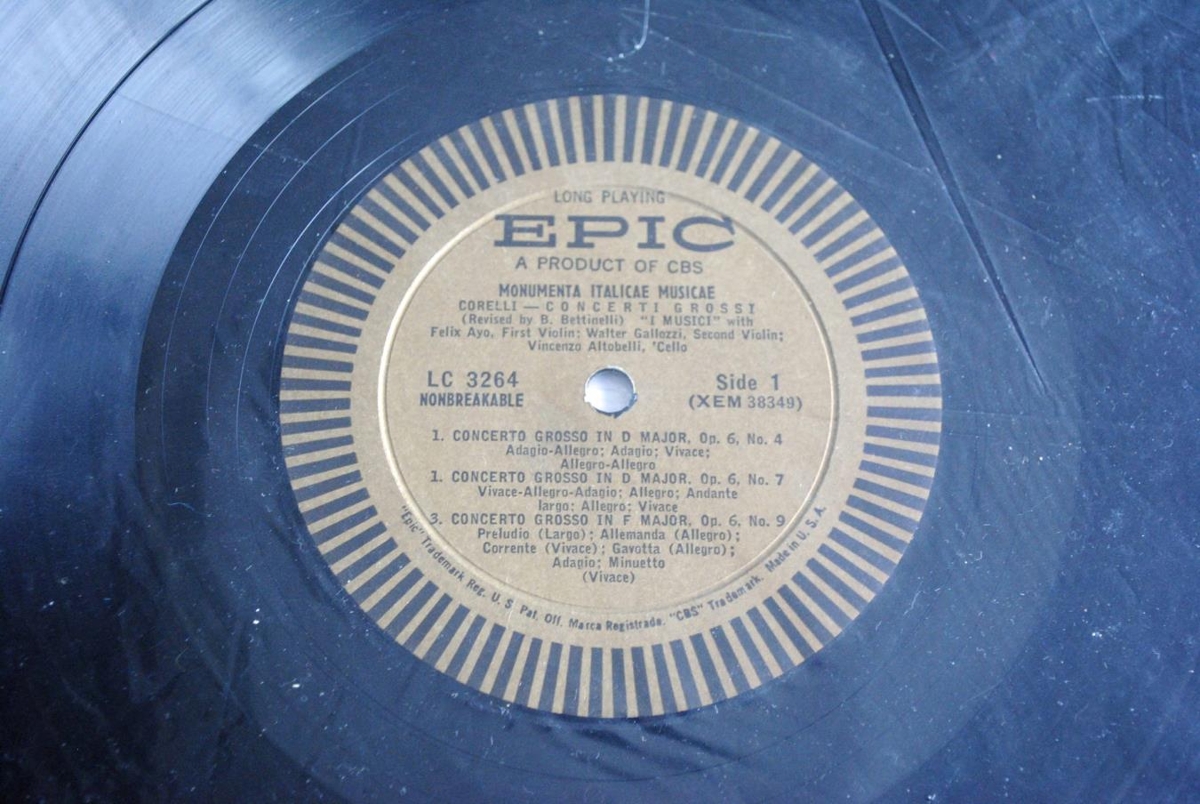 LONG PLAYING
EPIC
A PRODUCT OF CBS
MONUMENTA ITALICAE MUSICAE
CORELLI — CONCERTI GROSSI
(Revised by B. Bettinelli) "I MUSICI" with
Felix Ayo, First Violin; Walter Gallozzi, Second Violin;
Vincenzo Altobelli, 'Cello
LC 3264
NONBREAKABLE
Side 1
(XEM 38349)
1. CONCERTO GROSSO IN D MAJOR, Op. 6, No. 4
Adagio-Allegro; Adagio; Vivace;
Allegro-Allegro
1. CONCERTO GROSSO IN D MAJOR, Op. 6, No. 7
Vivace-Allegro-Adagio; Allegro; Andante
largo; Allegro; Vivace
3. CONCERTO GROSSO IN F MAJOR, Op. 6, No. 9
Preludio (Largo); Allemanda (Allegro);
Corrente (Vivace); Gavotta (Allegro);
Adagio; Minuetto
(Vivace)
"Epic" Trademark Reg. U. S. Pat. Off. Marca Registrada. "CBS" Trademark. Made in U. S. A.